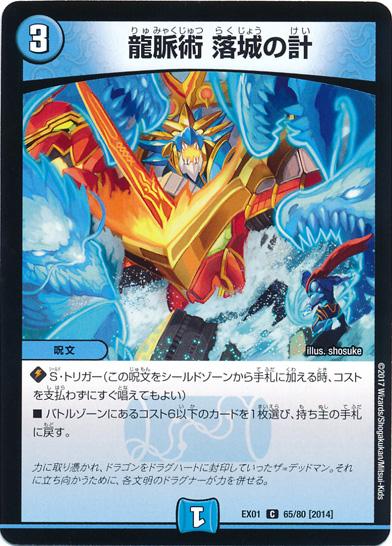 3
りゅみゃくじゅつ らくじょう けい
龍脈術 落城の計
illus. shosuke
呪文
S・トリガー(この呪文をシールドゾーンから手札に加える時、コスト
を支払わずにすぐ唱えてもよい)
■バトルゾーンにあるコスト6以下のカードを1枚選び、持ち主の手札
に戻す。
力に取り憑かれ、ドラゴンをドラグハートに封印していったザ=デッドマン。それ
に立ち向かうために、各文明のドラグナーが力を併せる。
1
EX01 C 65/80 [2014]
©2017 Wizards/Shogakukan/Mitsui-Kids